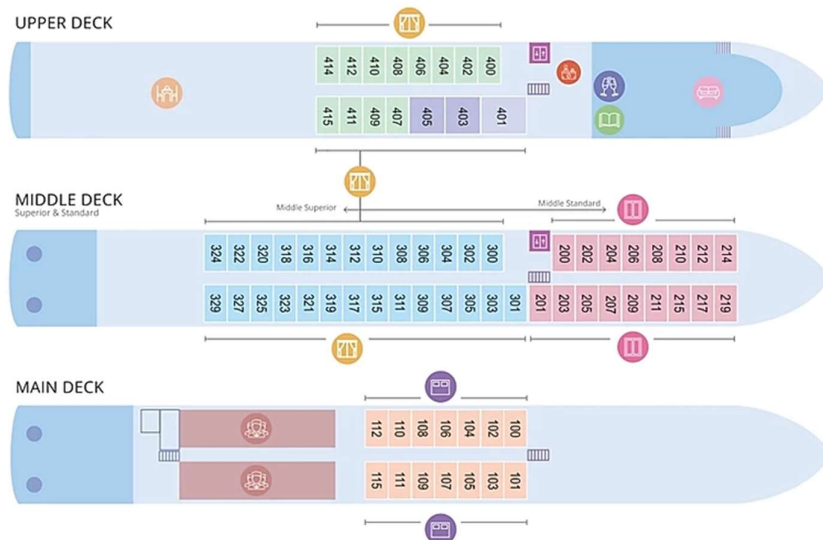 UPPER DECK
414 412 410 408 406 404 402 400
415 411 409 407 405 403 401
MIDDLE DECK
Superior & Standard
Middle Superior
Middle Standard
324 322 320 318 316 314 312 310 308 306 304 302 300
200 202 204 206 208 210 212 214
329 327 325 323 321 319 317 315 311 309 307 305 303 301
201 203 205 207 209 211 215 217 219
MAIN DECK
112 110 108 106 104 102 100
115 111 109 107 105 103 101